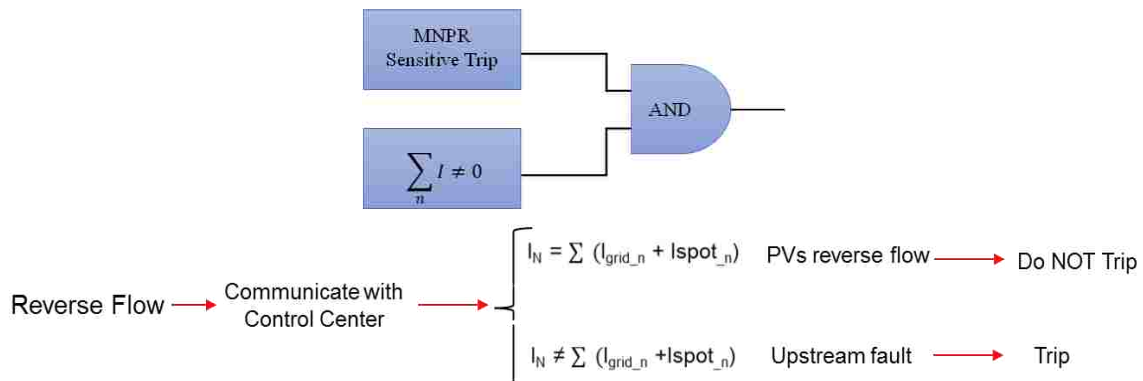 MNPR
Sensitive Trip
AND
∑ I ≠ 0
n
I_N = ∑ (I_grid_n + Ispot_n) PVs reverse flow Do NOT Trip
Reverse Flow Communicate with
Control Center
I_N ≠ ∑ (I_grid_n +Ispot_n) Upstream fault Trip